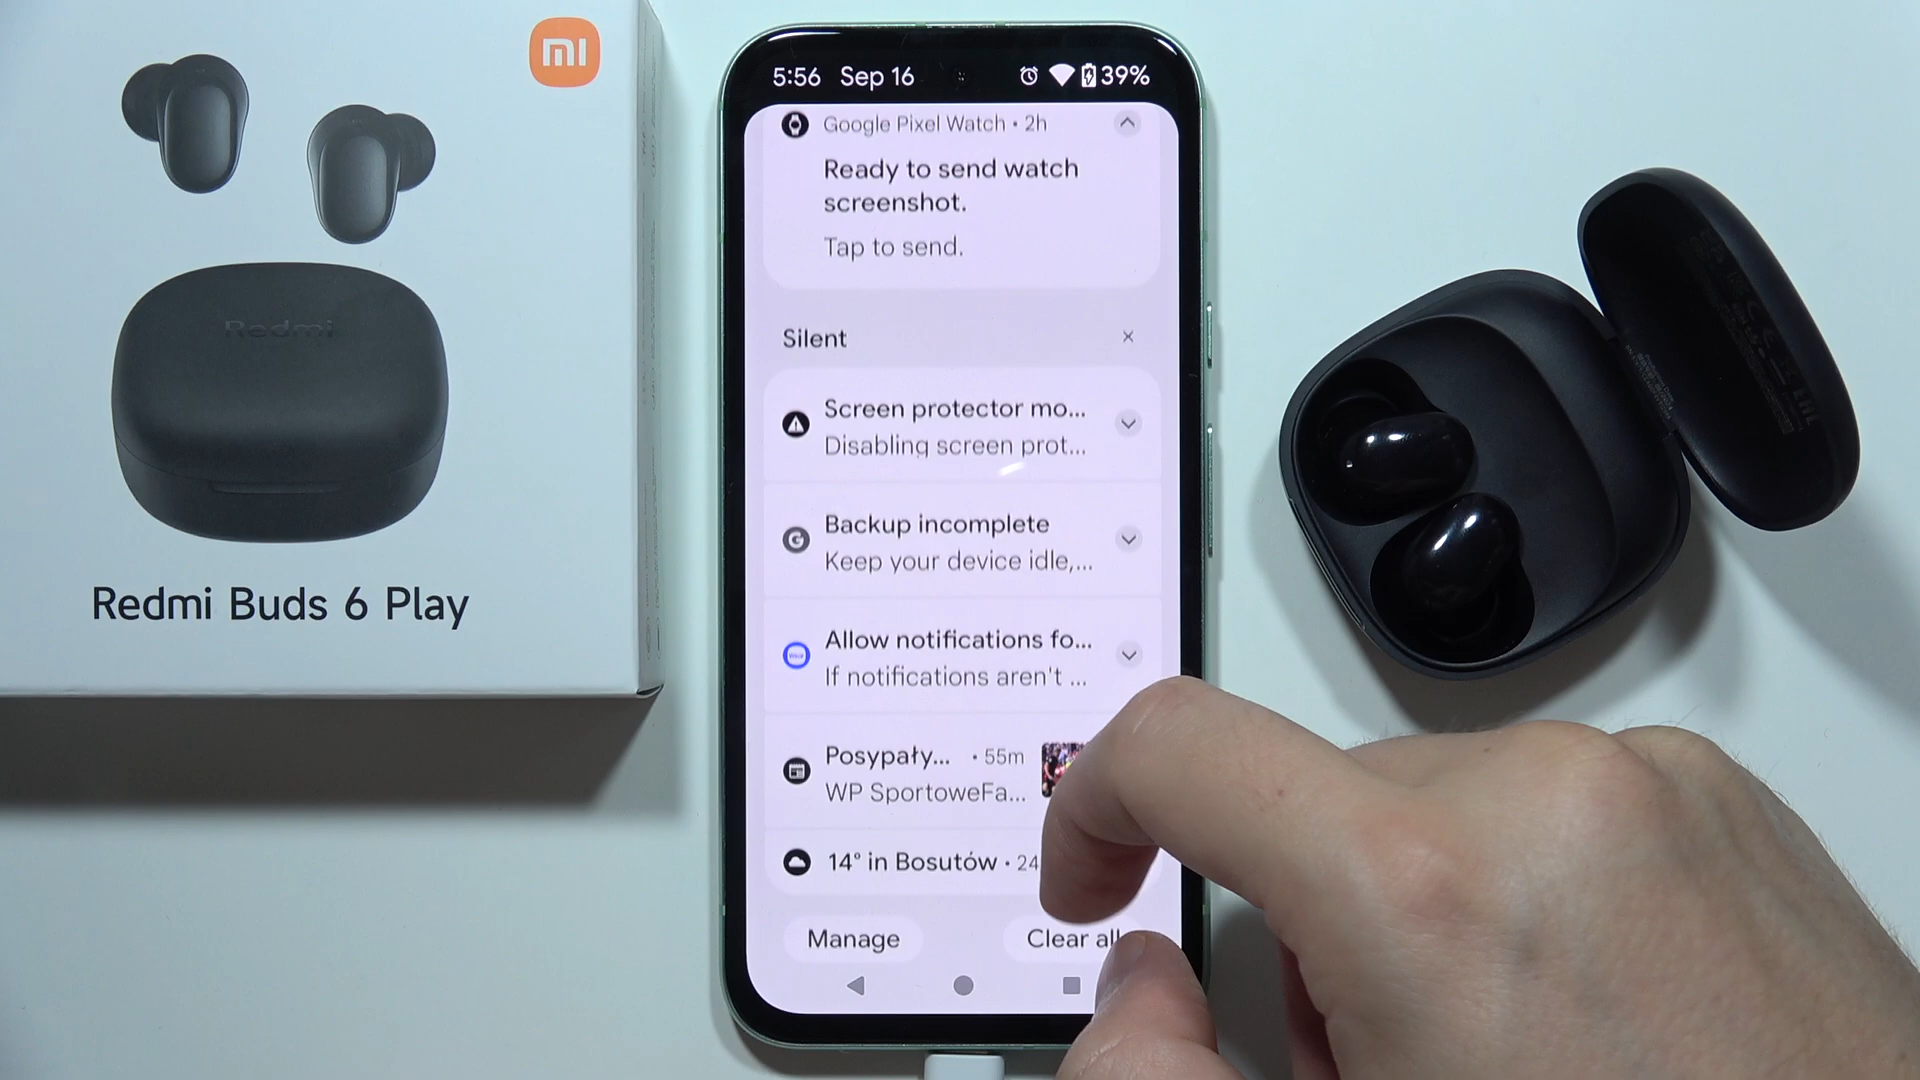 mi
Redmi
Redmi Buds 6 Play
5:56 Sep 16
39%
Google Pixel Watch • 2h
Ready to send watch
screenshot.
Tap to send.
Silent
Screen protector mo...
Disabling screen prot...
Backup incomplete
Keep your device idle,...
Allow notifications fo...
If notifications aren't ...
Posypały... • 55m
WP SportoweFa...
14° in Bosutów • 24
Manage
Clear all